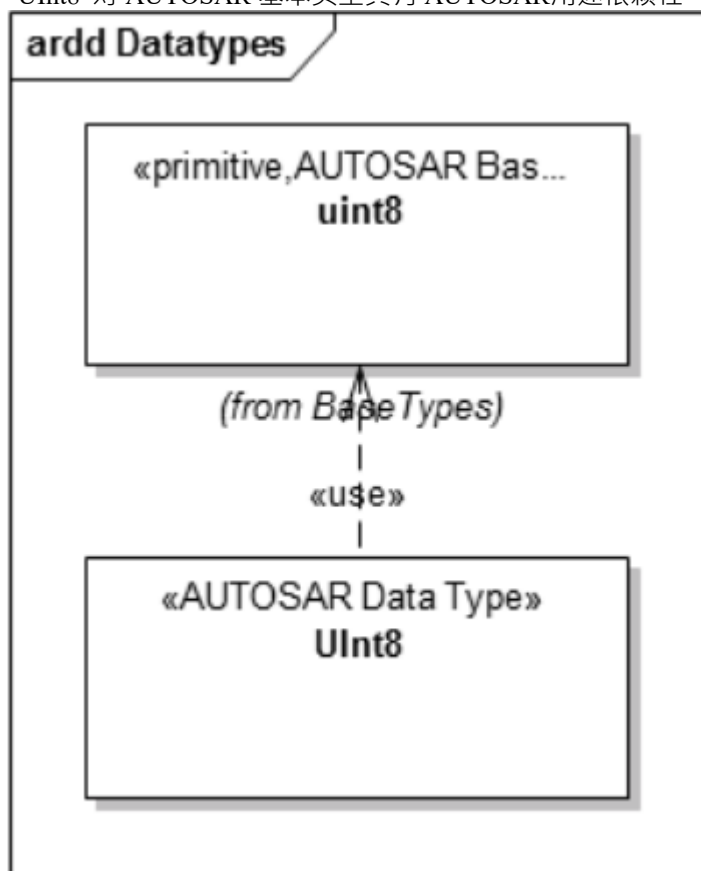 ardd Datatypes
«primitive,AUTOSAR Bas...
uint8
(from BaseTypes)
«use»
«AUTOSAR Data Type»
UInt8